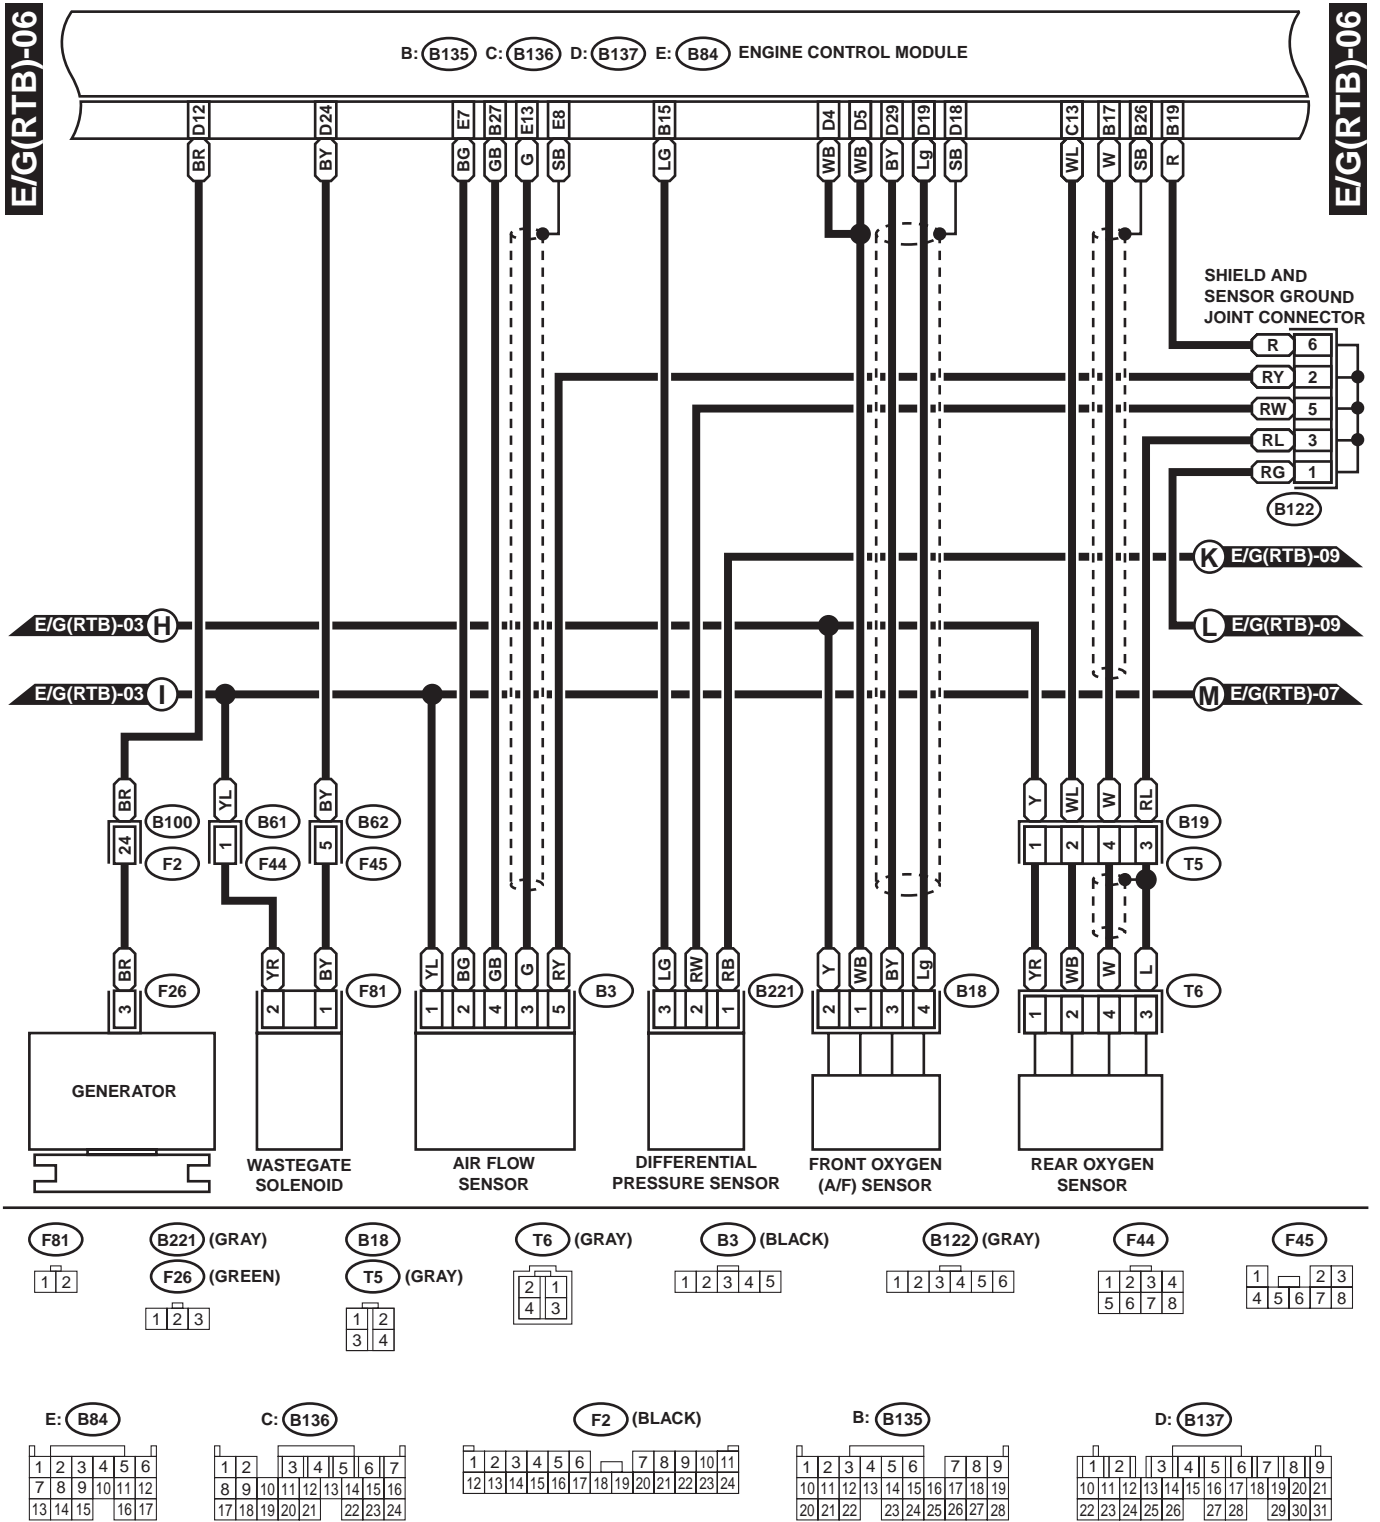 E/G(RTB)-06
E/G(RTB)-06
B: B135 C: B136 D: B137 E: B84 ENGINE CONTROL MODULE
D12 D24 E7 B27 E13 E8 B15 D4 D5 D29 D19 D18 C13 B17 B26 B19
BR BY BG GB G SB LG WB WB BY Lg SB WL W SB R
SHIELD AND
SENSOR GROUND
JOINT CONNECTOR
R 6
RY 2
RW 5
RL 3
RG 1
B122
K E/G(RTB)-09
E/G(RTB)-03 H
L E/G(RTB)-09
E/G(RTB)-03 I
M E/G(RTB)-07
BR YL BY Y WL W RL
B100 B61 B62 B19
24 1 5 1 2 4 3
F2 F44 F45 T5
BR YR BY YL BG GB G RY LG RW RB Y WB BY Lg YR WB W L
F26 F81 B3 B221 B18 T6
3 2 1 1 2 4 3 5 3 2 1 2 1 3 4 1 2 4 3
GENERATOR
WASTEGATE
SOLENOID
AIR FLOW
SENSOR
DIFFERENTIAL
PRESSURE SENSOR
FRONT OXYGEN
(A/F) SENSOR
REAR OXYGEN
SENSOR
F81
1 2
B221 (GRAY)
F26 (GREEN)
1 2 3
B18
T5 (GRAY)
1 2
3 4
T6 (GRAY)
2 1
4 3
B3 (BLACK)
1 2 3 4 5
B122 (GRAY)
1 2 3 4 5 6
F44
1 2 3 4
5 6 7 8
F45
1 2 3
4 5 6 7 8
E: B84
1 2 3 4 5 6
7 8 9 10 11 12
13 14 15 16 17
C: B136
1 2 3 4 5 6 7
8 9 10 11 12 13 14 15 16
17 18 19 20 21 22 23 24
F2 (BLACK)
1 2 3 4 5 6 7 8 9 10 11
12 13 14 15 16 17 18 19 20 21 22 23 24
B: B135
1 2 3 4 5 6 7 8 9
10 11 12 13 14 15 16 17 18 19
20 21 22 23 24 25 26 27 28
D: B137
1 2 3 4 5 6 7 8 9
10 11 12 13 14 15 16 17 18 19 20 21
22 23 24 25 26 27 28 29 30 31